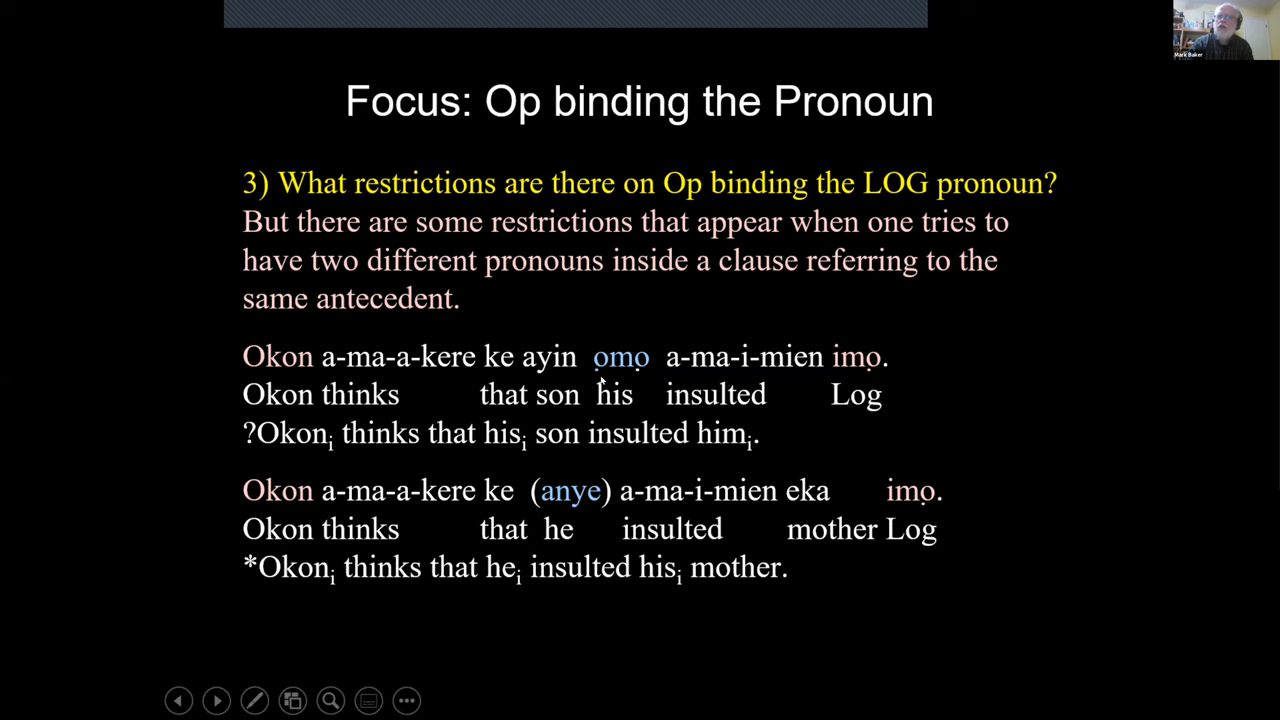 Mark Baker
Focus: Op binding the Pronoun
3) What restrictions are there on Op binding the LOG pronoun?
But there are some restrictions that appear when one tries to
have two different pronouns inside a clause referring to the
same antecedent.
Okon a-ma-a-kere ke ayin ọmọ a-ma-i-mien imọ.
Okon thinks that son his insulted Log
?Okonᵢ thinks that hisᵢ son insulted himᵢ.
Okon a-ma-a-kere ke (anye) a-ma-i-mien eka imọ.
Okon thinks that he insulted mother Log
*Okonᵢ thinks that heᵢ insulted hisᵢ mother.